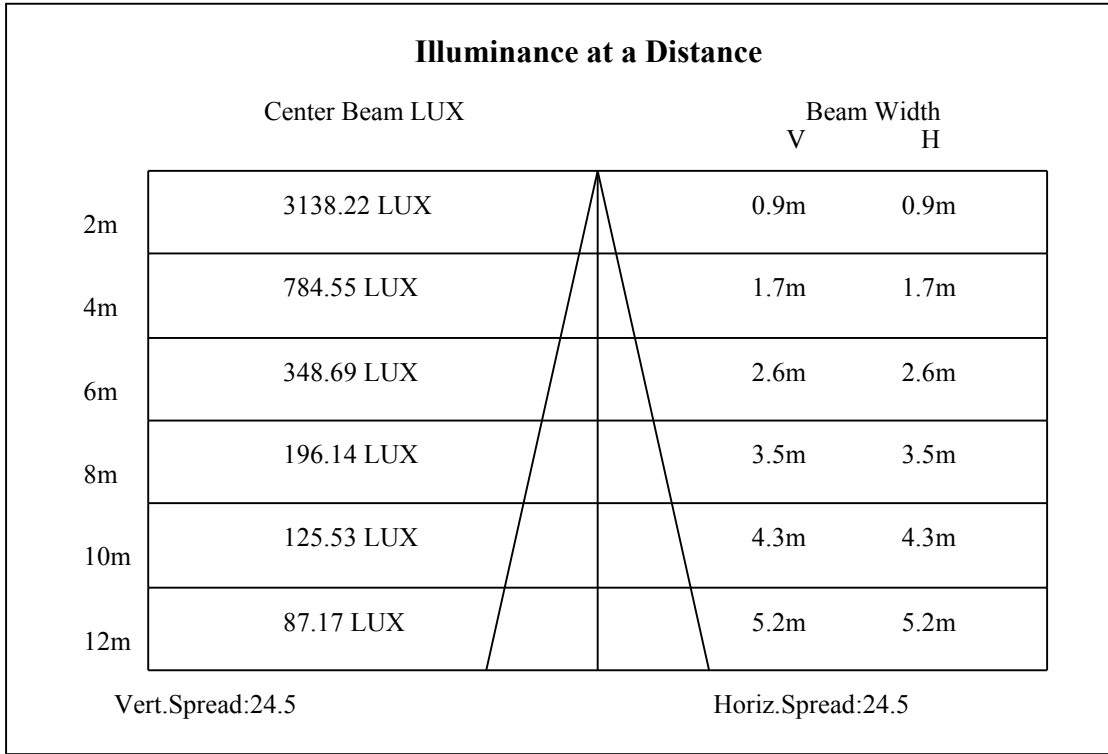 Illuminance at a Distance
Center Beam LUX Beam Width
V H
2m 3138.22 LUX 0.9m 0.9m
4m 784.55 LUX 1.7m 1.7m
6m 348.69 LUX 2.6m 2.6m
8m 196.14 LUX 3.5m 3.5m
10m 125.53 LUX 4.3m 4.3m
12m 87.17 LUX 5.2m 5.2m
Vert.Spread:24.5 Horiz.Spread:24.5